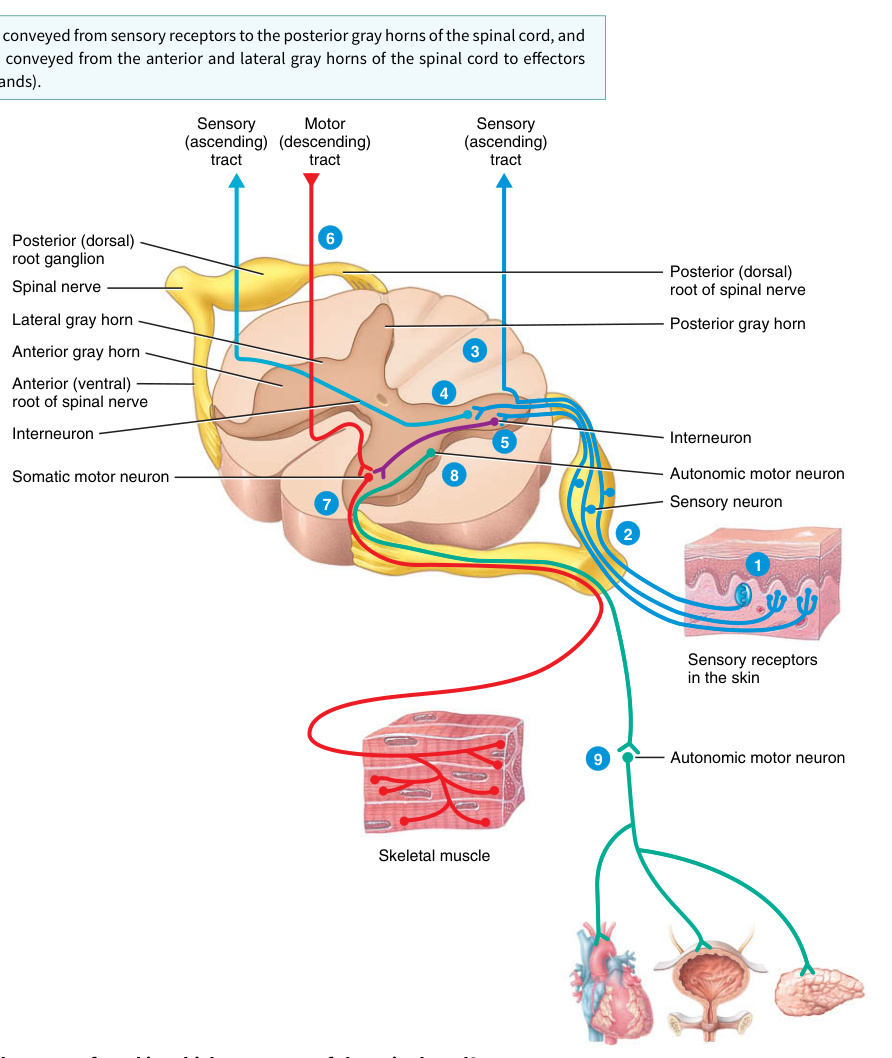 conveyed from sensory receptors to the posterior gray horns of the spinal cord, and
conveyed from the anterior and lateral gray horns of the spinal cord to effectors
ands).
Sensory
(ascending)
tract
Motor
(descending)
tract
Sensory
(ascending)
tract
6
Posterior (dorsal)
root ganglion
Spinal nerve
Lateral gray horn
Anterior gray horn
Anterior (ventral)
root of spinal nerve
Interneuron
Somatic motor neuron
Posterior (dorsal)
root of spinal nerve
Posterior gray horn
3
4
5
Interneuron
8
Autonomic motor neuron
Sensory neuron
7
2
1
Sensory receptors
in the skin
9
Autonomic motor neuron
Skeletal muscle